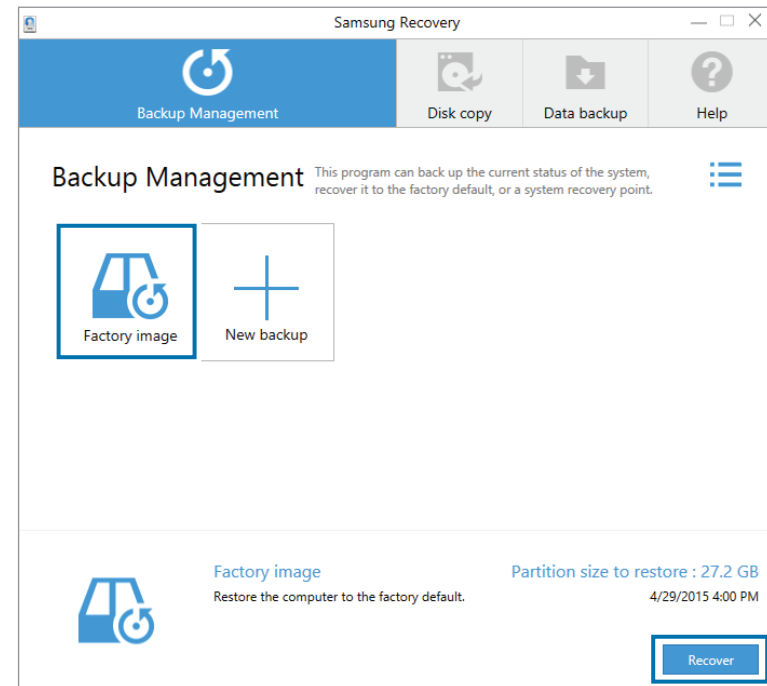 Samsung Recovery
Backup Management
Disk copy
Data backup
Help
Backup Management
This program can back up the current status of the system,
recover it to the factory default, or a system recovery point.
Factory image
New backup
Factory image
Partition size to restore : 27.2 GB
Restore the computer to the factory default.
4/29/2015 4:00 PM
Recover